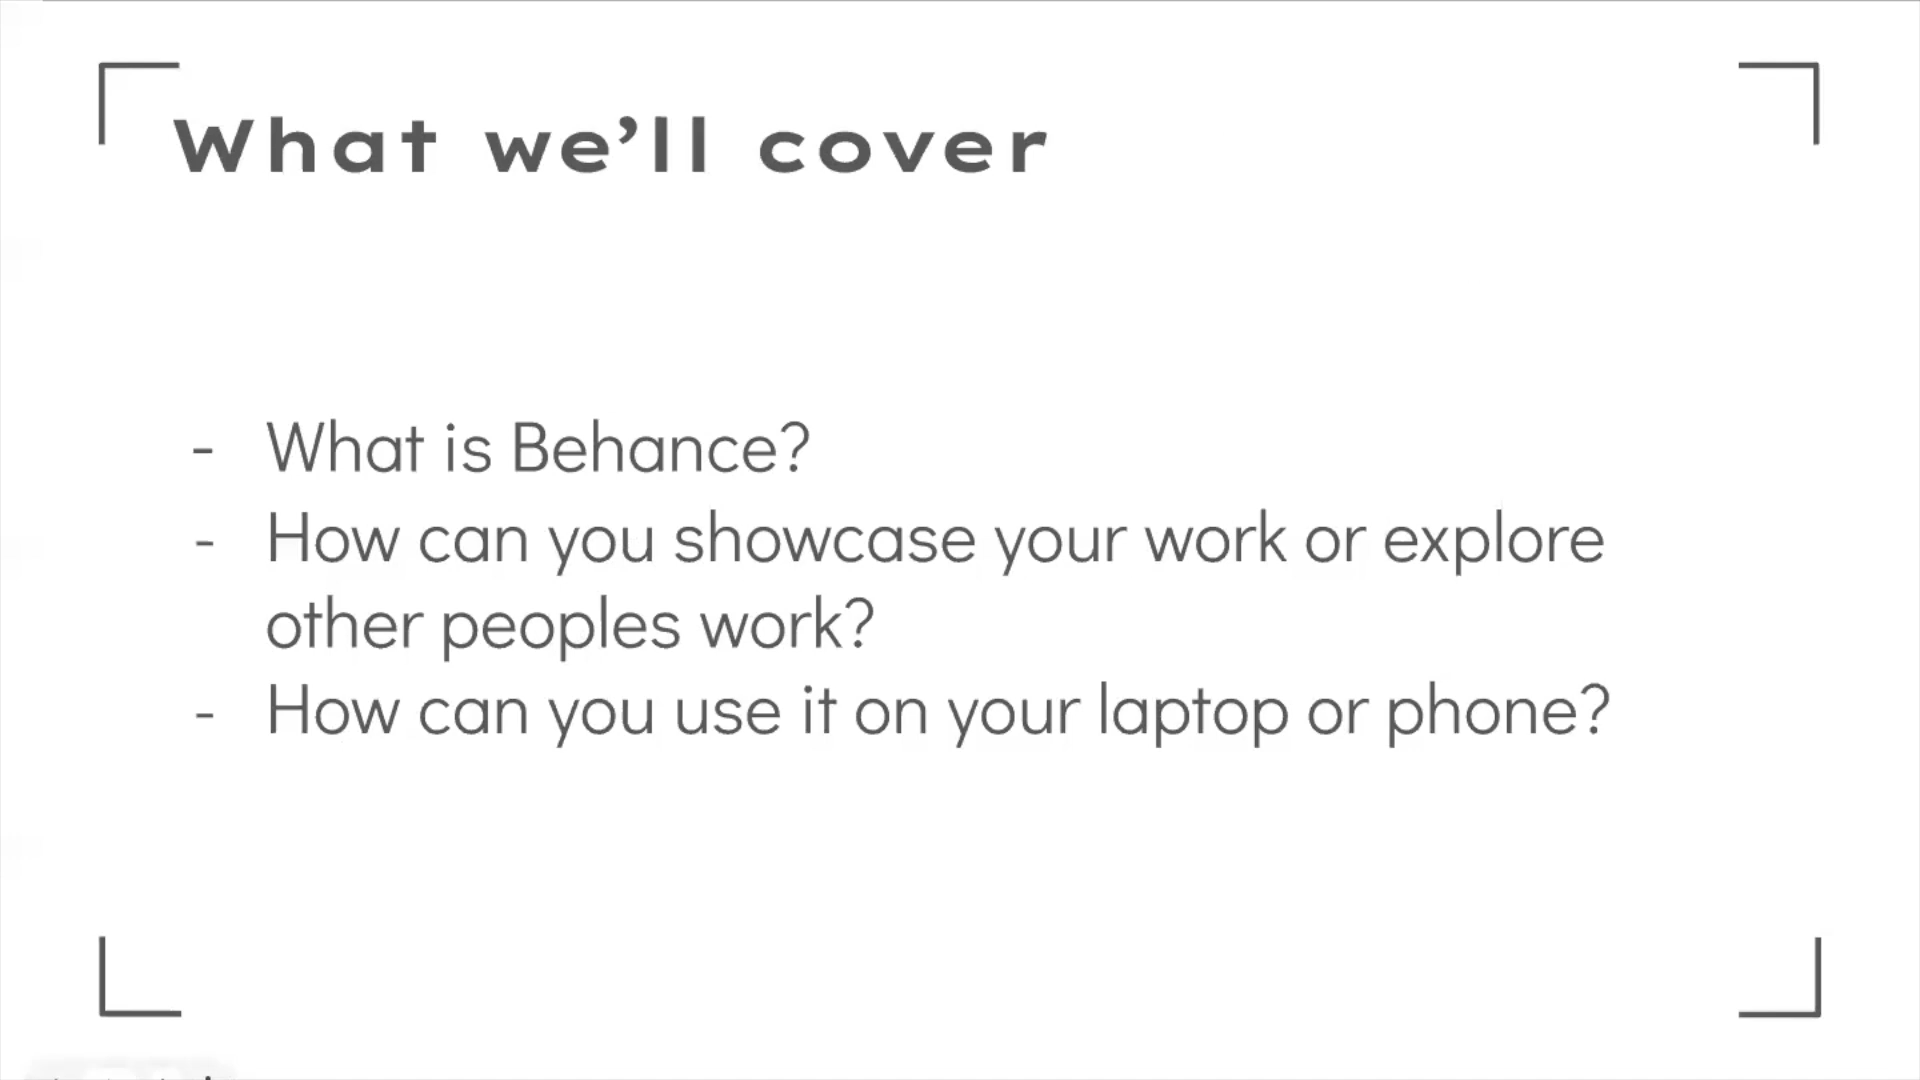 What we’ll cover
- What is Behance?
- How can you showcase your work or explore
other peoples work?
- How can you use it on your laptop or phone?